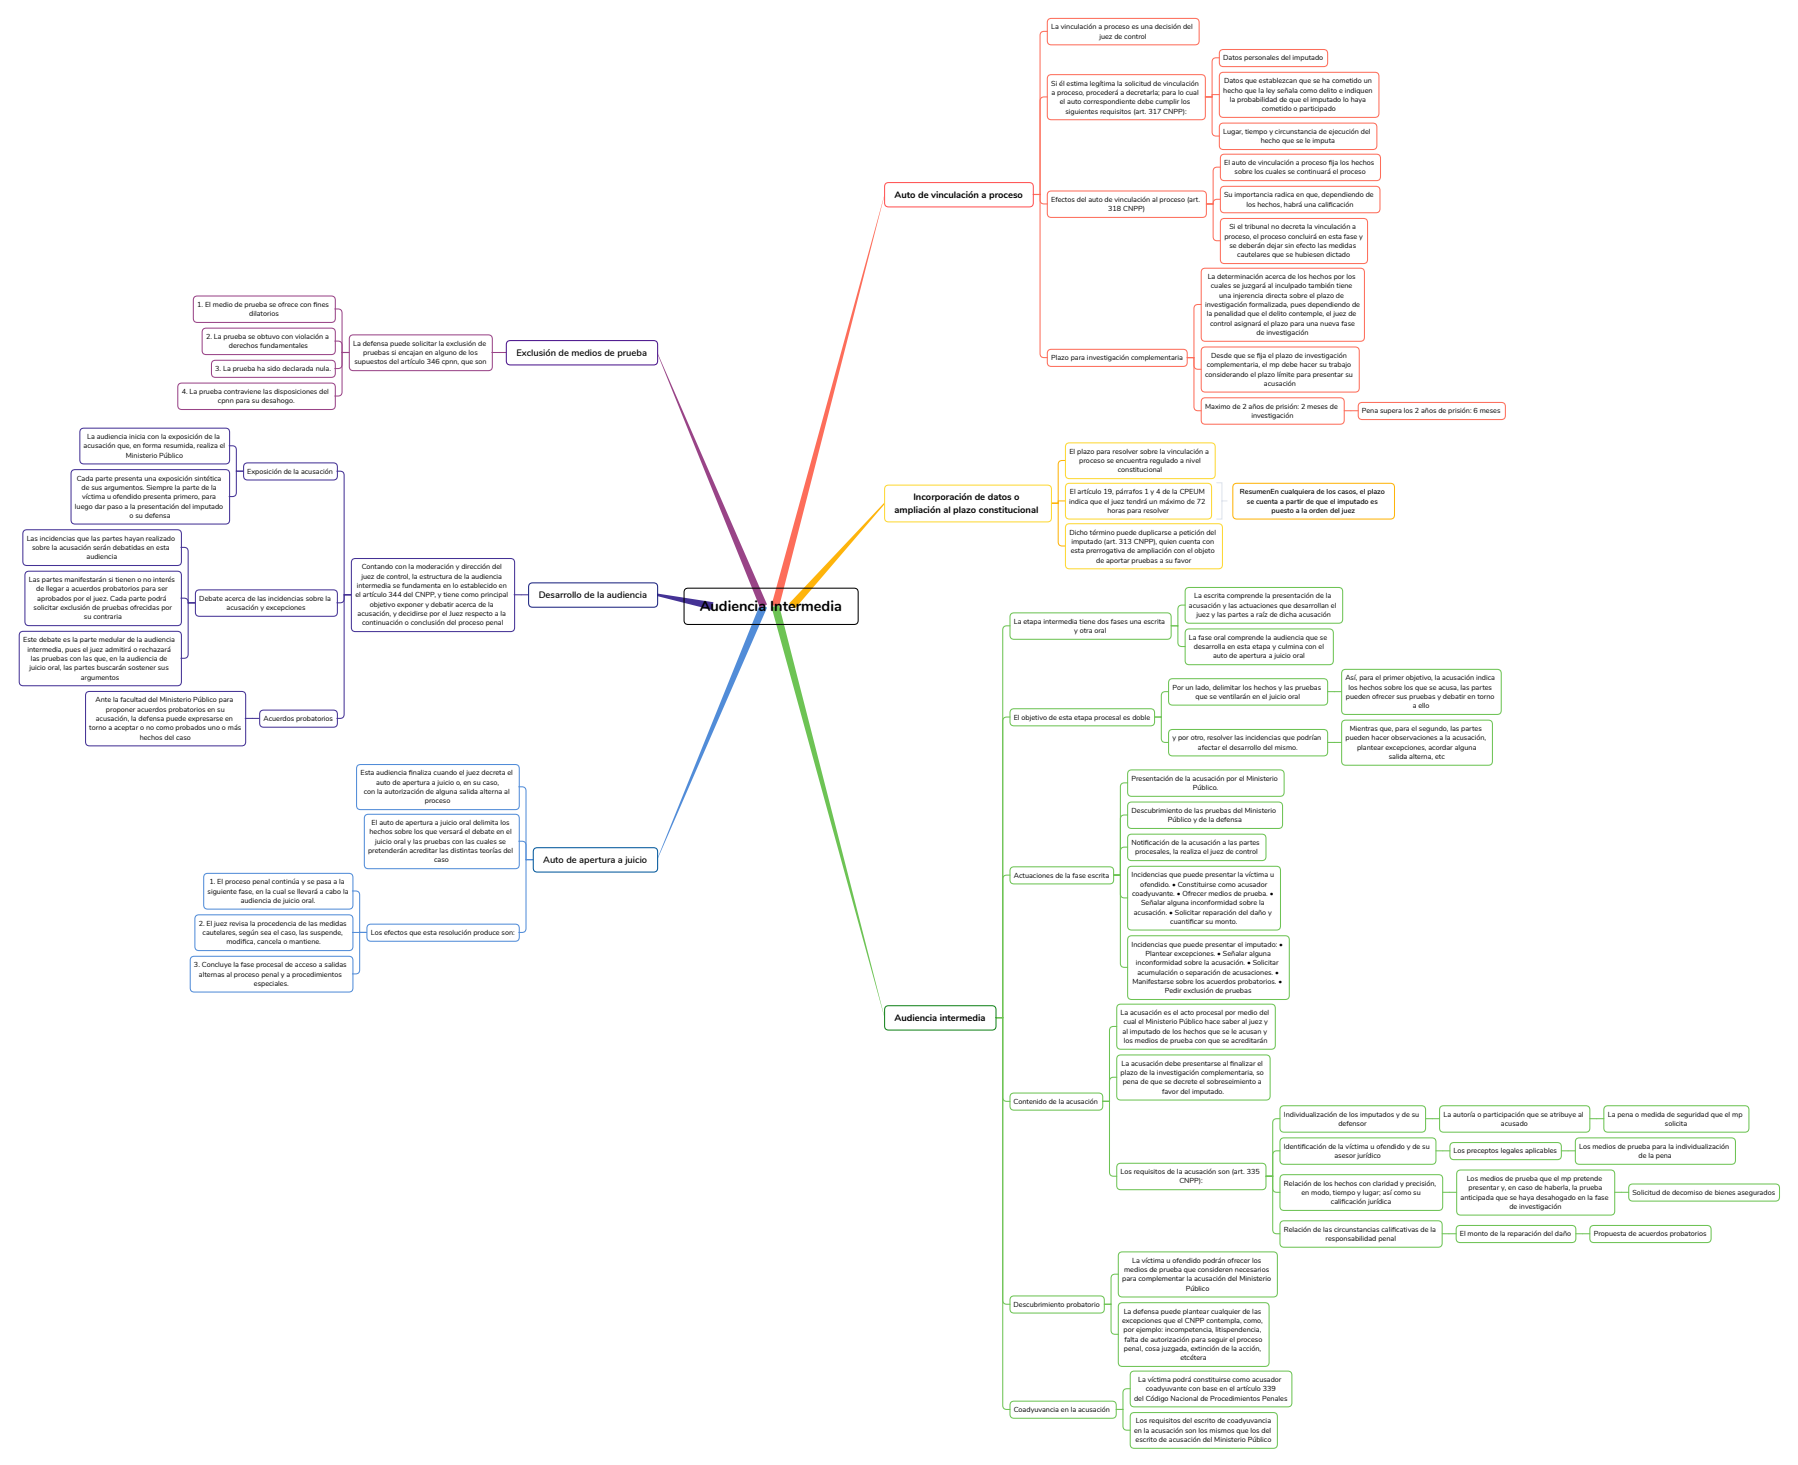 Audiencia Intermedia
Auto de vinculación a proceso
La vinculación a proceso es una decisión del
juez de control
Si él estima legítima la solicitud de vinculación
a proceso, procederá a decretarla; para lo cual
el auto correspondiente debe cumplir los
siguientes requisitos (art. 317 CNPP):
Datos personales del imputado
Datos que establezcan que se ha cometido un
hecho que la ley señala como delito e indiquen
la probabilidad de que el imputado lo haya
cometido o participado
Lugar, tiempo y circunstancia de ejecución del
hecho que se le imputa
Efectos del auto de vinculación al proceso (art.
318 CNPP)
El auto de vinculación a proceso fija los hechos
sobre los cuales se continuará el proceso
Su importancia radica en que, dependiendo de
los hechos, habrá una calificación
Si el tribunal no decreta la vinculación a
proceso, el proceso concluirá en esta fase y
se deberán dejar sin efecto las medidas
cautelares que se hubiesen dictado
Plazo para investigación complementaria
La determinación acerca de los hechos por los
cuales se juzgará al inculpado también tiene
una injerencia directa sobre el plazo de
investigación formalizada, pues dependiendo de
la penalidad que el delito contemple, el juez de
control asignará el plazo para una nueva fase
de investigación
Desde que se fija el plazo de investigación
complementaria, el mp debe hacer su trabajo
considerando el plazo límite para presentar su
acusación
Maximo de 2 años de prisión: 2 meses de
investigación
Pena supera los 2 años de prisión: 6 meses
Incorporación de datos o
ampliación al plazo constitucional
El plazo para resolver sobre la vinculación a
proceso se encuentra regulado a nivel
constitucional
El artículo 19, párrafos 1 y 4 de la CPEUM
indica que el juez tendrá un máximo de 72
horas para resolver
ResumenEn cualquiera de los casos, el plazo
se cuenta a partir de que el imputado es
puesto a la orden del juez
Dicho término puede duplicarse a petición del
imputado (art. 313 CNPP), quien cuenta con
esta prerrogativa de ampliación con el objeto
de aportar pruebas a su favor
Audiencia intermedia
La etapa intermedia tiene dos fases una escrita
y otra oral
La escrita comprende la presentación de la
acusación y las actuaciones que desarrollan el
juez y las partes a raíz de dicha acusación
La fase oral comprende la audiencia que se
desarrolla en esta etapa y culmina con el
auto de apertura a juicio oral
El objetivo de esta etapa procesal es doble
Por un lado, delimitar los hechos y las pruebas
que se ventilarán en el juicio oral
Así, para el primer objetivo, la acusación indica
los hechos sobre los que se acusa, las partes
pueden ofrecer sus pruebas y debatir en torno
a ello
y por otro, resolver las incidencias que podrían
afectar el desarrollo del mismo.
Mientras que, para el segundo, las partes
pueden hacer observaciones a la acusación,
plantear excepciones, acordar alguna
salida alterna, etc
Actuaciones de la fase escrita
Presentación de la acusación por el Ministerio
Público.
Descubrimiento de las pruebas del Ministerio
Público y de la defensa
Notificación de la acusación a las partes
procesales, la realiza el juez de control
Incidencias que puede presentar la víctima u
ofendido. • Constituirse como acusador
coadyuvante. • Ofrecer medios de prueba. •
Señalar alguna inconformidad sobre la
acusación. • Solicitar reparación del daño y
cuantificar su monto.
Incidencias que puede presentar el imputado: •
Plantear excepciones. • Señalar alguna
inconformidad sobre la acusación. • Solicitar
acumulación o separación de acusaciones. •
Manifestarse sobre los acuerdos probatorios. •
Pedir exclusión de pruebas
Contenido de la acusación
La acusación es el acto procesal por medio del
cual el Ministerio Público hace saber al juez y
al imputado de los hechos que se le acusan y
los medios de prueba con que se acreditarán
La acusación debe presentarse al finalizar el
plazo de la investigación complementaria, so
pena de que se decrete el sobreseimiento a
favor del imputado.
Los requisitos de la acusación son (art. 335
CNPP):
Individualización de los imputados y de su
defensor
La autoría o participación que se atribuye al
acusado
La pena o medida de seguridad que el mp
solicita
Identificación de la víctima u ofendido y de su
asesor jurídico
Los preceptos legales aplicables
Los medios de prueba para la individualización
de la pena
Relación de los hechos con claridad y precisión,
en modo, tiempo y lugar; así como su
calificación jurídica
Los medios de prueba que el mp pretende
presentar y, en caso de haberla, la prueba
anticipada que se haya desahogado en la fase
de investigación
Solicitud de decomiso de bienes asegurados
Relación de las circunstancias calificativas de la
responsabilidad penal
El monto de la reparación del daño
Propuesta de acuerdos probatorios
Descubrimiento probatorio
La víctima u ofendido podrán ofrecer los
medios de prueba que consideren necesarios
para complementar la acusación del Ministerio
Público
La defensa puede plantear cualquier de las
excepciones que el CNPP contempla, como,
por ejemplo: incompetencia, litispendencia,
falta de autorización para seguir el proceso
penal, cosa juzgada, extinción de la acción,
etcétera
Coadyuvancia en la acusación
La víctima podrá constituirse como acusador
coadyuvante con base en el artículo 339
del Código Nacional de Procedimientos Penales
Los requisitos del escrito de coadyuvancia
en la acusación son los mismos que los del
escrito de acusación del Ministerio Público
Exclusión de medios de prueba
La defensa puede solicitar la exclusión de
pruebas si encajan en alguno de los
supuestos del artículo 346 cpnn, que son
1. El medio de prueba se ofrece con fines
dilatorios
2. La prueba se obtuvo con violación a
derechos fundamentales
3. La prueba ha sido declarada nula.
4. La prueba contraviene las disposiciones del
cpnn para su desahogo.
Desarrollo de la audiencia
Contando con la moderación y dirección del
juez de control, la estructura de la audiencia
intermedia se fundamenta en lo establecido en
el artículo 344 del CNPP, y tiene como principal
objetivo exponer y debatir acerca de la
acusación, y decidirse por el Juez respecto a la
continuación o conclusión del proceso penal
Exposición de la acusación
La audiencia inicia con la exposición de la
acusación que, en forma resumida, realiza el
Ministerio Público
Cada parte presenta una exposición sintética
de sus argumentos. Siempre la parte de la
víctima u ofendido presenta primero, para
luego dar paso a la presentación del imputado
o su defensa
Debate acerca de las incidencias sobre la
acusación y excepciones
Las incidencias que las partes hayan realizado
sobre la acusación serán debatidas en esta
audiencia
Las partes manifestarán si tienen o no interés
de llegar a acuerdos probatorios para ser
aprobados por el juez. Cada parte podrá
solicitar exclusión de pruebas ofrecidas por
su contraria
Este debate es la parte medular de la audiencia
intermedia, pues el juez admitirá o rechazará
las pruebas con las que, en la audiencia de
juicio oral, las partes buscarán sostener sus
argumentos
Acuerdos probatorios
Ante la facultad del Ministerio Público para
proponer acuerdos probatorios en su
acusación, la defensa puede expresarse en
torno a aceptar o no como probados uno o más
hechos del caso
Auto de apertura a juicio
Esta audiencia finaliza cuando el juez decreta el
auto de apertura a juicio o, en su caso,
con la autorización de alguna salida alterna al
proceso
El auto de apertura a juicio oral delimita los
hechos sobre los que versará el debate en el
juicio oral y las pruebas con las cuales se
pretenderán acreditar las distintas teorías del
caso
Los efectos que esta resolución produce son:
1. El proceso penal continúa y se pasa a la
siguiente fase, en la cual se llevará a cabo la
audiencia de juicio oral.
2. El juez revisa la procedencia de las medidas
cautelares, según sea el caso, las suspende,
modifica, cancela o mantiene.
3. Concluye la fase procesal de acceso a salidas
alternas al proceso penal y a procedimientos
especiales.